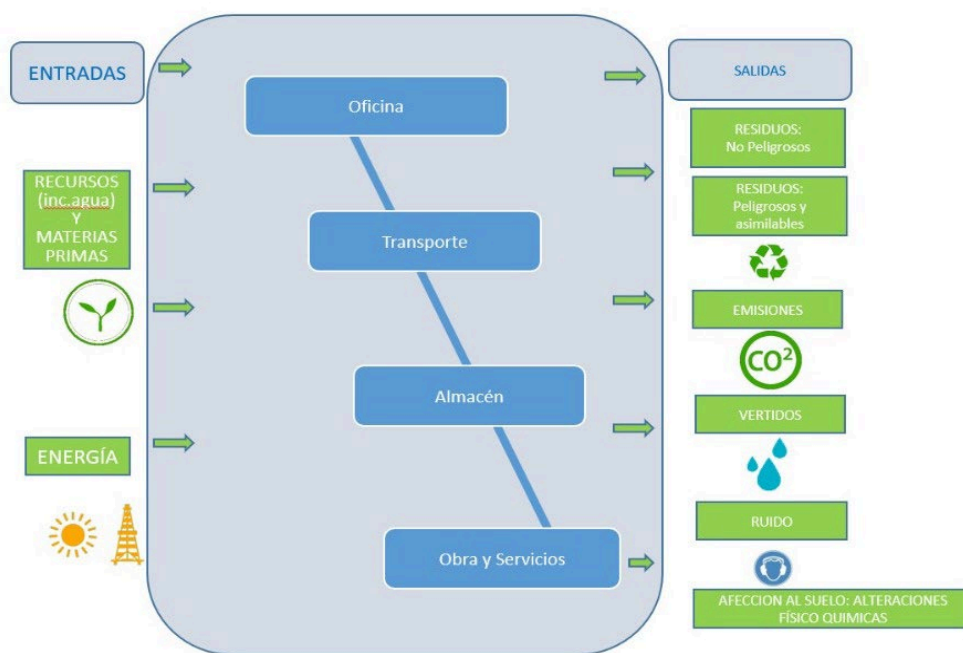 ENTRADAS
RECURSOS
(inc.agua)
Y
MATERIAS
PRIMAS
ENERGÍA
Oficina
Transporte
Almacén
Obra y Servicios
SALIDAS
RESIDUOS:
No Peligrosos
RESIDUOS:
Peligrosos y
asimilables
EMISIONES
CO²
VERTIDOS
RUIDO
AFECCION AL SUELO: ALTERACIONES
FÍSICO QUIMICAS